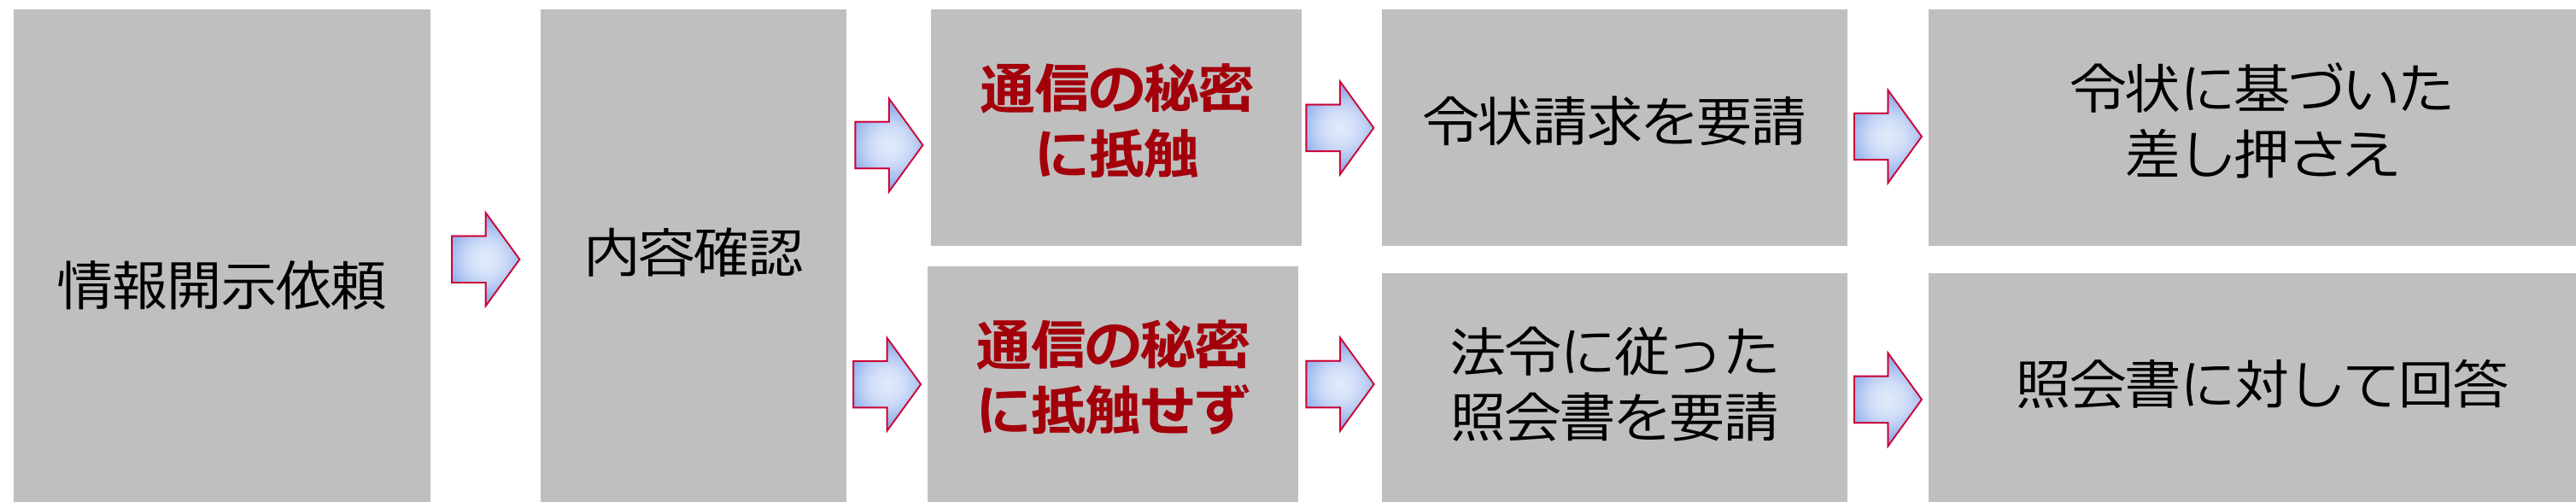 情報開示依頼
内容確認
通信の秘密
に抵触
令状請求を要請
令状に基づいた
差し押さえ
通信の秘密
に抵触せず
法令に従った
照会書を要請
照会書に対して回答